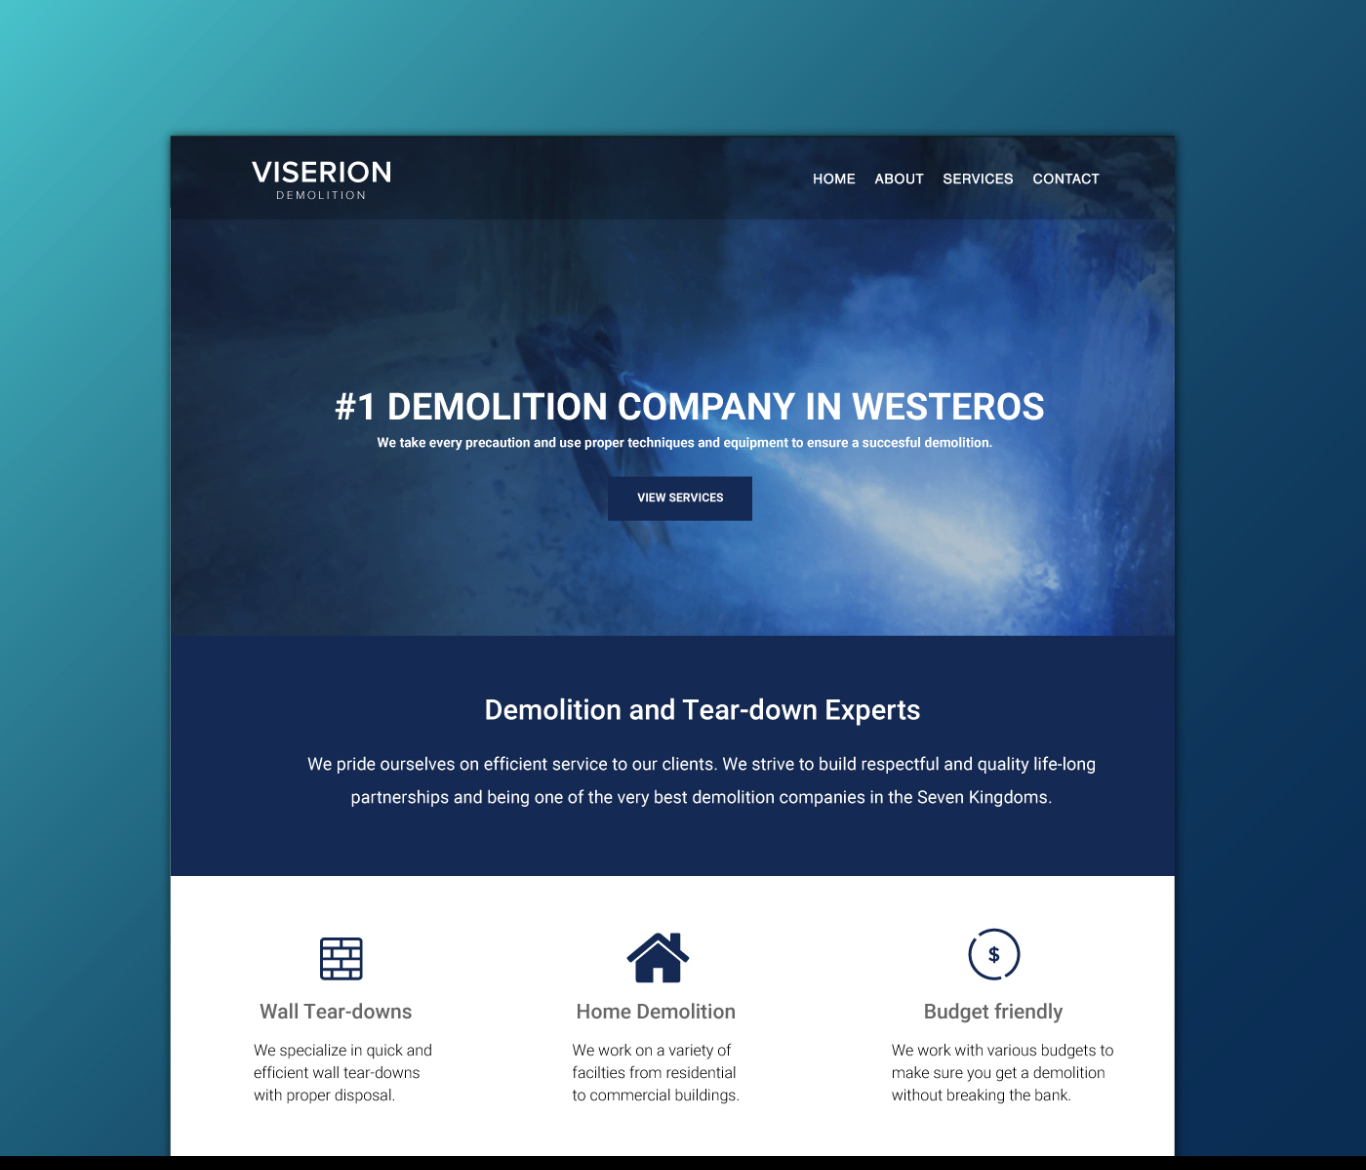 VISERION
DEMOLITION
HOME ABOUT SERVICES CONTACT
#1 DEMOLITION COMPANY IN WESTEROS
We take every precaution and use proper techniques and equipment to ensure a succesful demolition.
VIEW SERVICES
Demolition and Tear-down Experts
We pride ourselves on efficient service to our clients. We strive to build respectful and quality life-long
partnerships and being one of the very best demolition companies in the Seven Kingdoms.
$
Wall Tear-downs
We specialize in quick and
efficient wall tear-downs
with proper disposal.
Home Demolition
We work on a variety of
facilties from residential
to commercial buildings.
Budget friendly
We work with various budgets to
make sure you get a demolition
without breaking the bank.